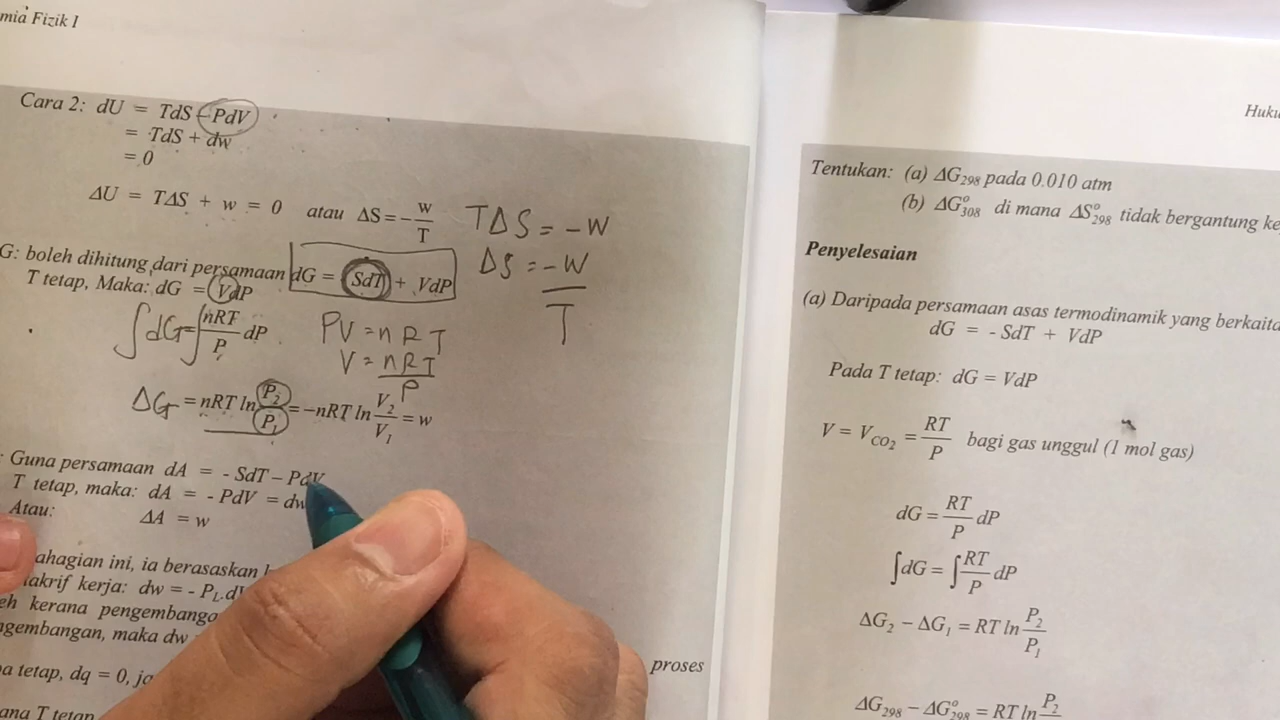 mia Fizik I
Cara 2: dU = TdS – PdV
= TdS + dw
= 0
ΔU = TΔS + w = 0 atau ΔS = – w/T
TΔS = -w
ΔS = -w/T
G: boleh dihitung dari persamaan dG = SdT + VdP
T tetap, Maka: dG = VdP
∫dG = ∫ nRT/P dP
PV = nRT
V = nRT/P
ΔG = nRT ln P₂/P₁ = –nRT ln V₂/V₁ = w
: Guna persamaan dA = - SdT – PdV
T tetap, maka: dA = - PdV = dw
Atau: ΔA = w
ahagian ini, ia berasaskan
akrif kerja: dw = - P_L.d
eh kerana pengembanga
ngembangan, maka dw
a tetap, dq = 0,
proses
ana T tetap
Tentukan: (a) ΔG₂₉₈ pada 0.010 atm
(b) ΔG°₃₀₈ di mana ΔS°₂₉₈ tidak bergantung ke
Penyelesaian
(a) Daripada persamaan asas termodinamik yang berkaita
dG = - SdT + VdP
Pada T tetap: dG = VdP
V = V_CO₂ = RT/P bagi gas unggul (1 mol gas)
dG = RT/P dP
∫dG = ∫ RT/P dP
ΔG₂ – ΔG₁ = RT ln P₂/P₁
ΔG₂₉₈ – ΔG°₂₉₈ = RT ln P₂